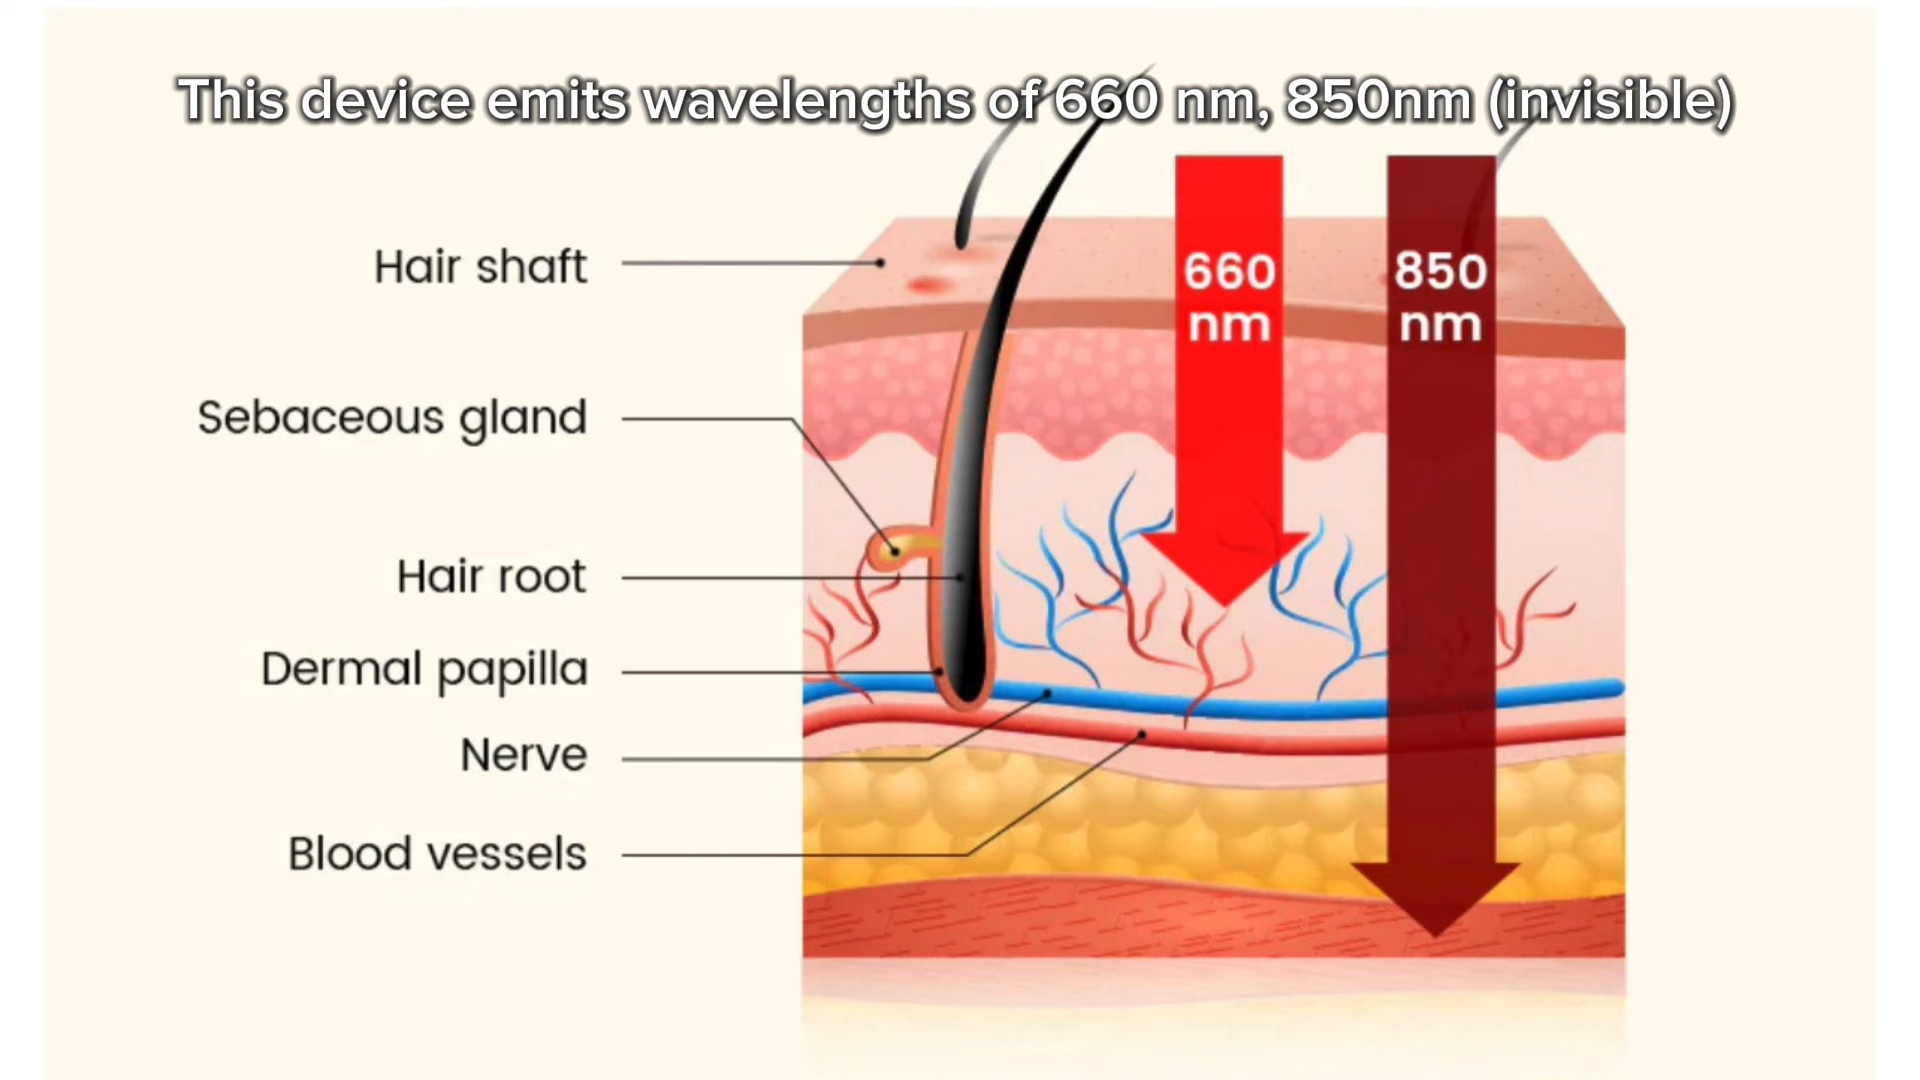 This device emits wavelengths of 660 nm, 850nm (invisible)
Hair shaft
660
nm
850
nm
Sebaceous gland
Hair root
Dermal papilla
Nerve
Blood vessels